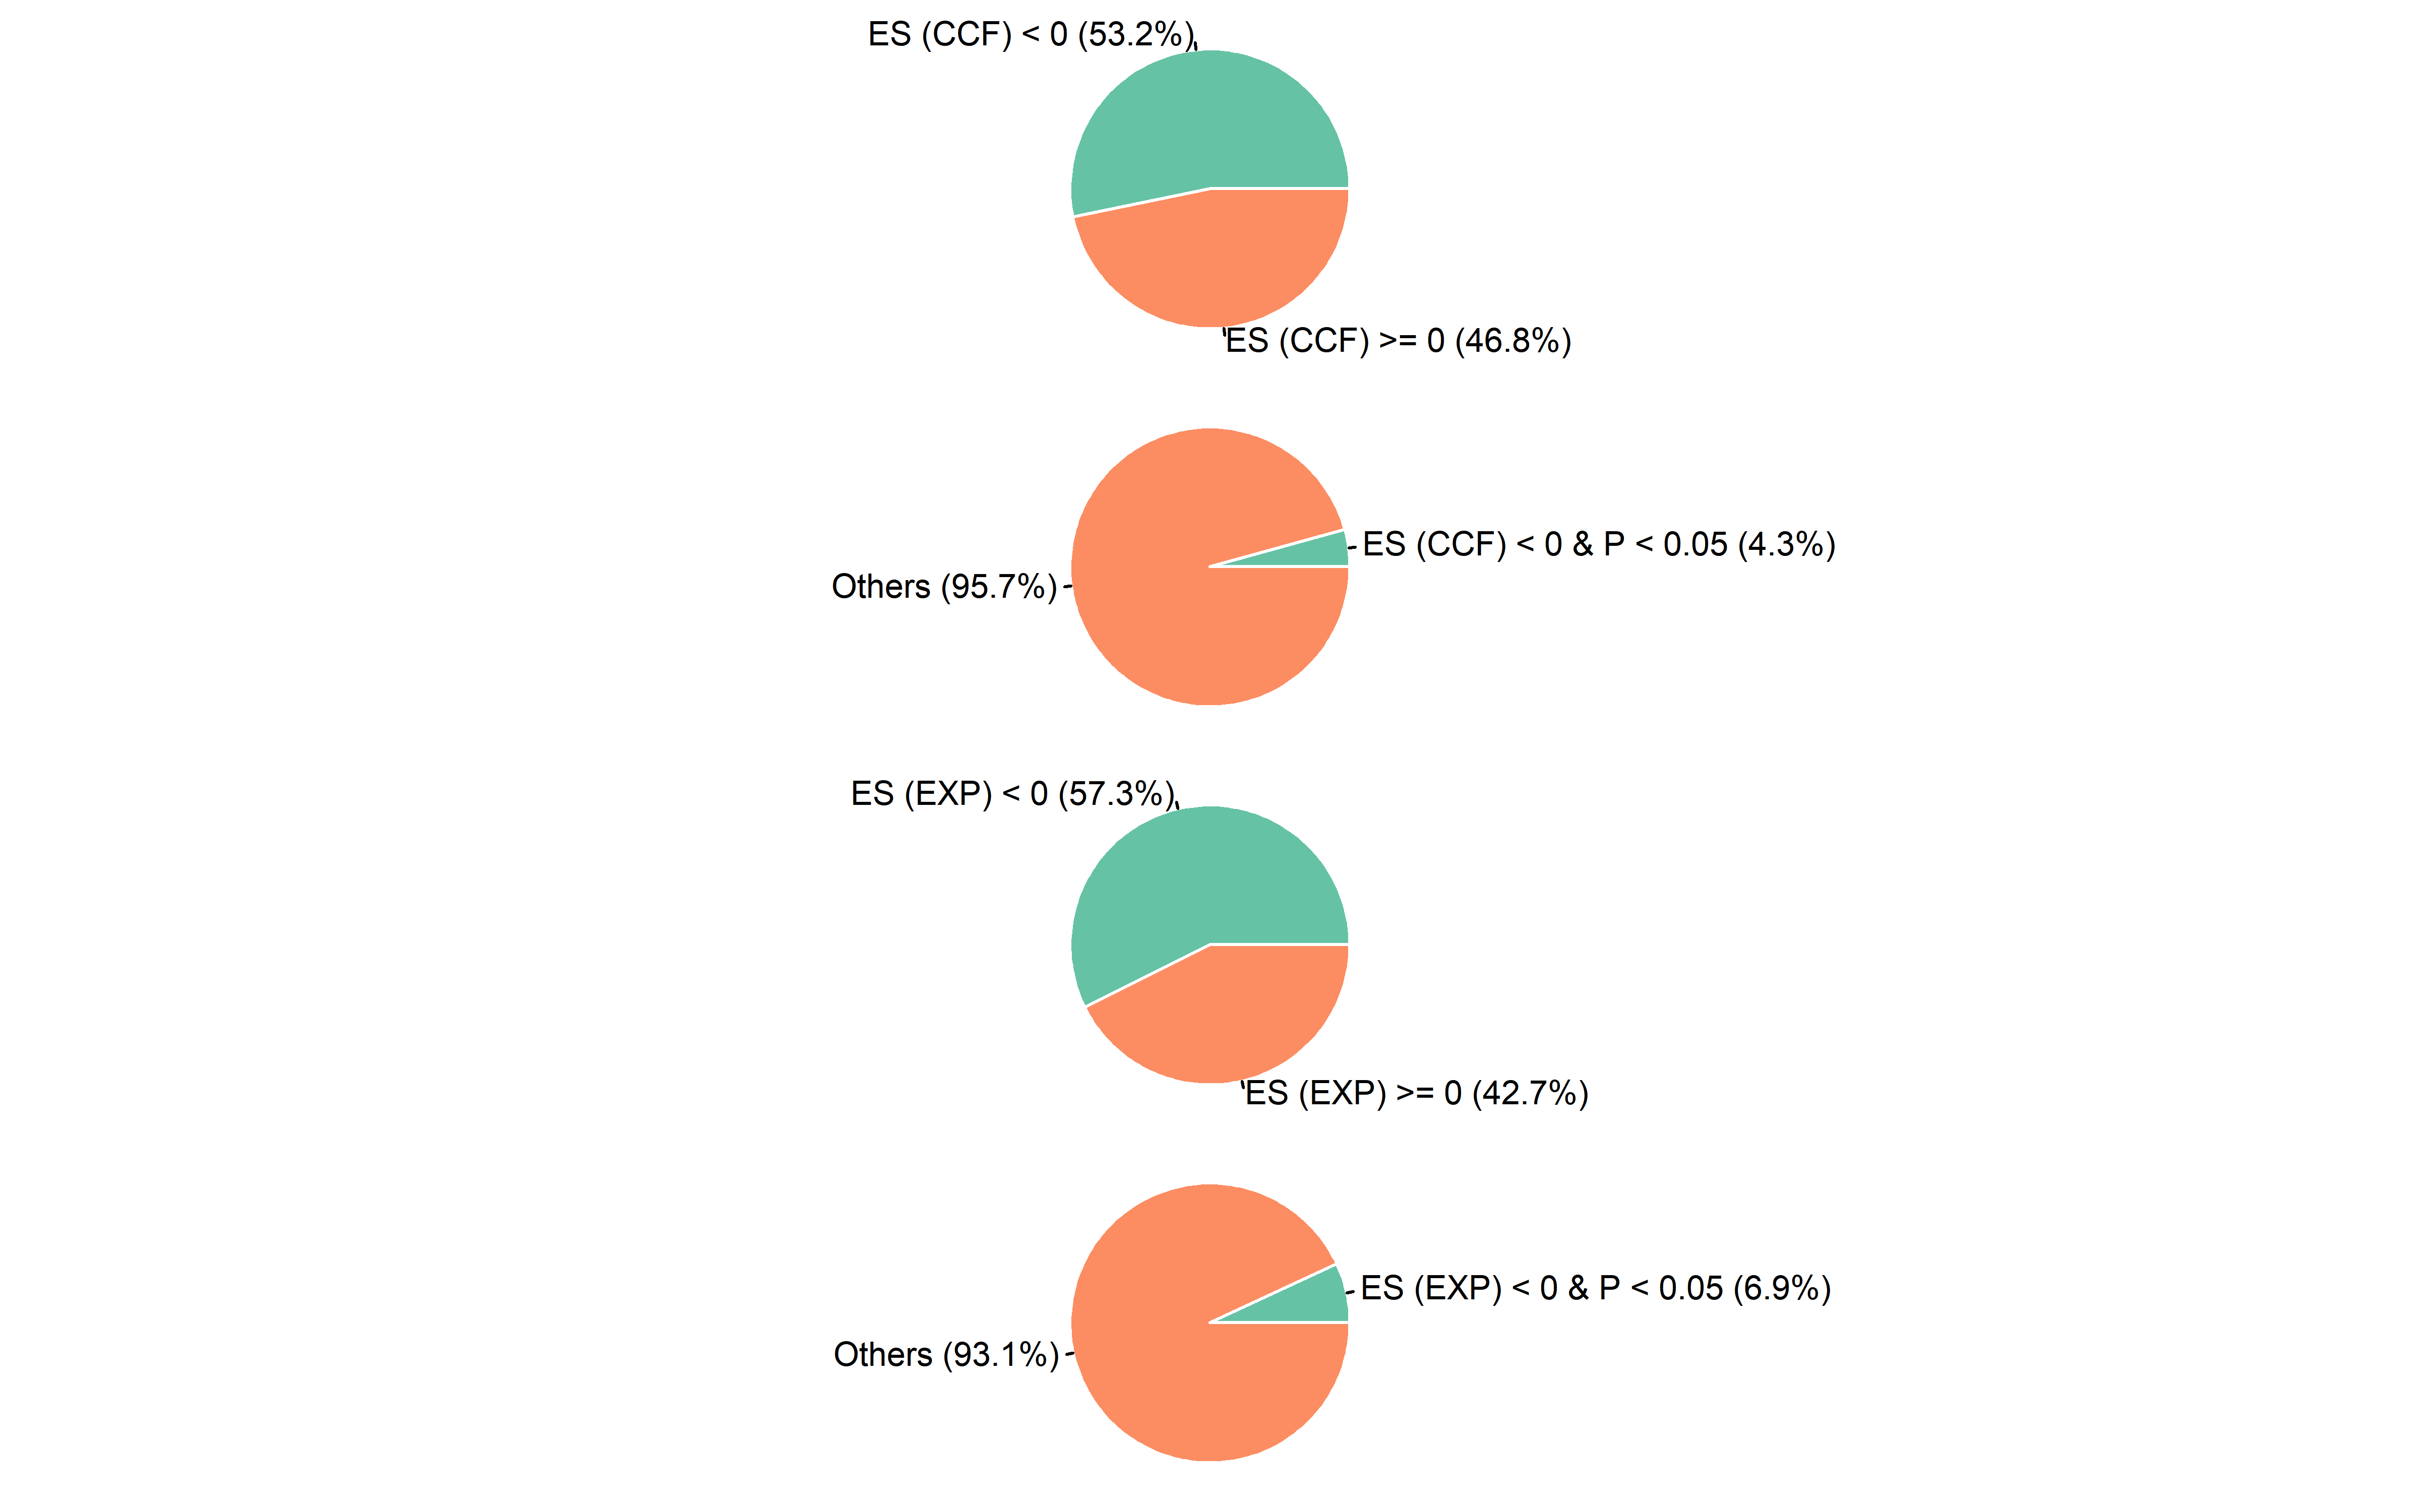 ES (CCF) < 0 (53.2%)
ES (CCF) >= 0 (46.8%)
ES (CCF) < 0 & P < 0.05 (4.3%)
Others (95.7%)
ES (EXP) < 0 (57.3%)
ES (EXP) >= 0 (42.7%)
ES (EXP) < 0 & P < 0.05 (6.9%)
Others (93.1%)